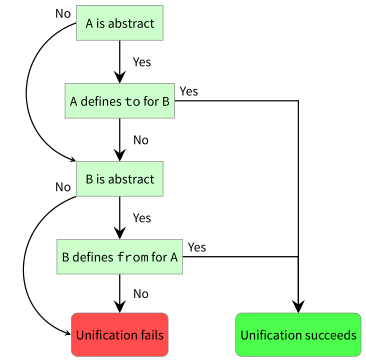 No
A is abstract
Yes
A defines to for B
Yes
No
B is abstract
No
Yes
B defines from for A
Yes
No
Unification fails
Unification succeeds